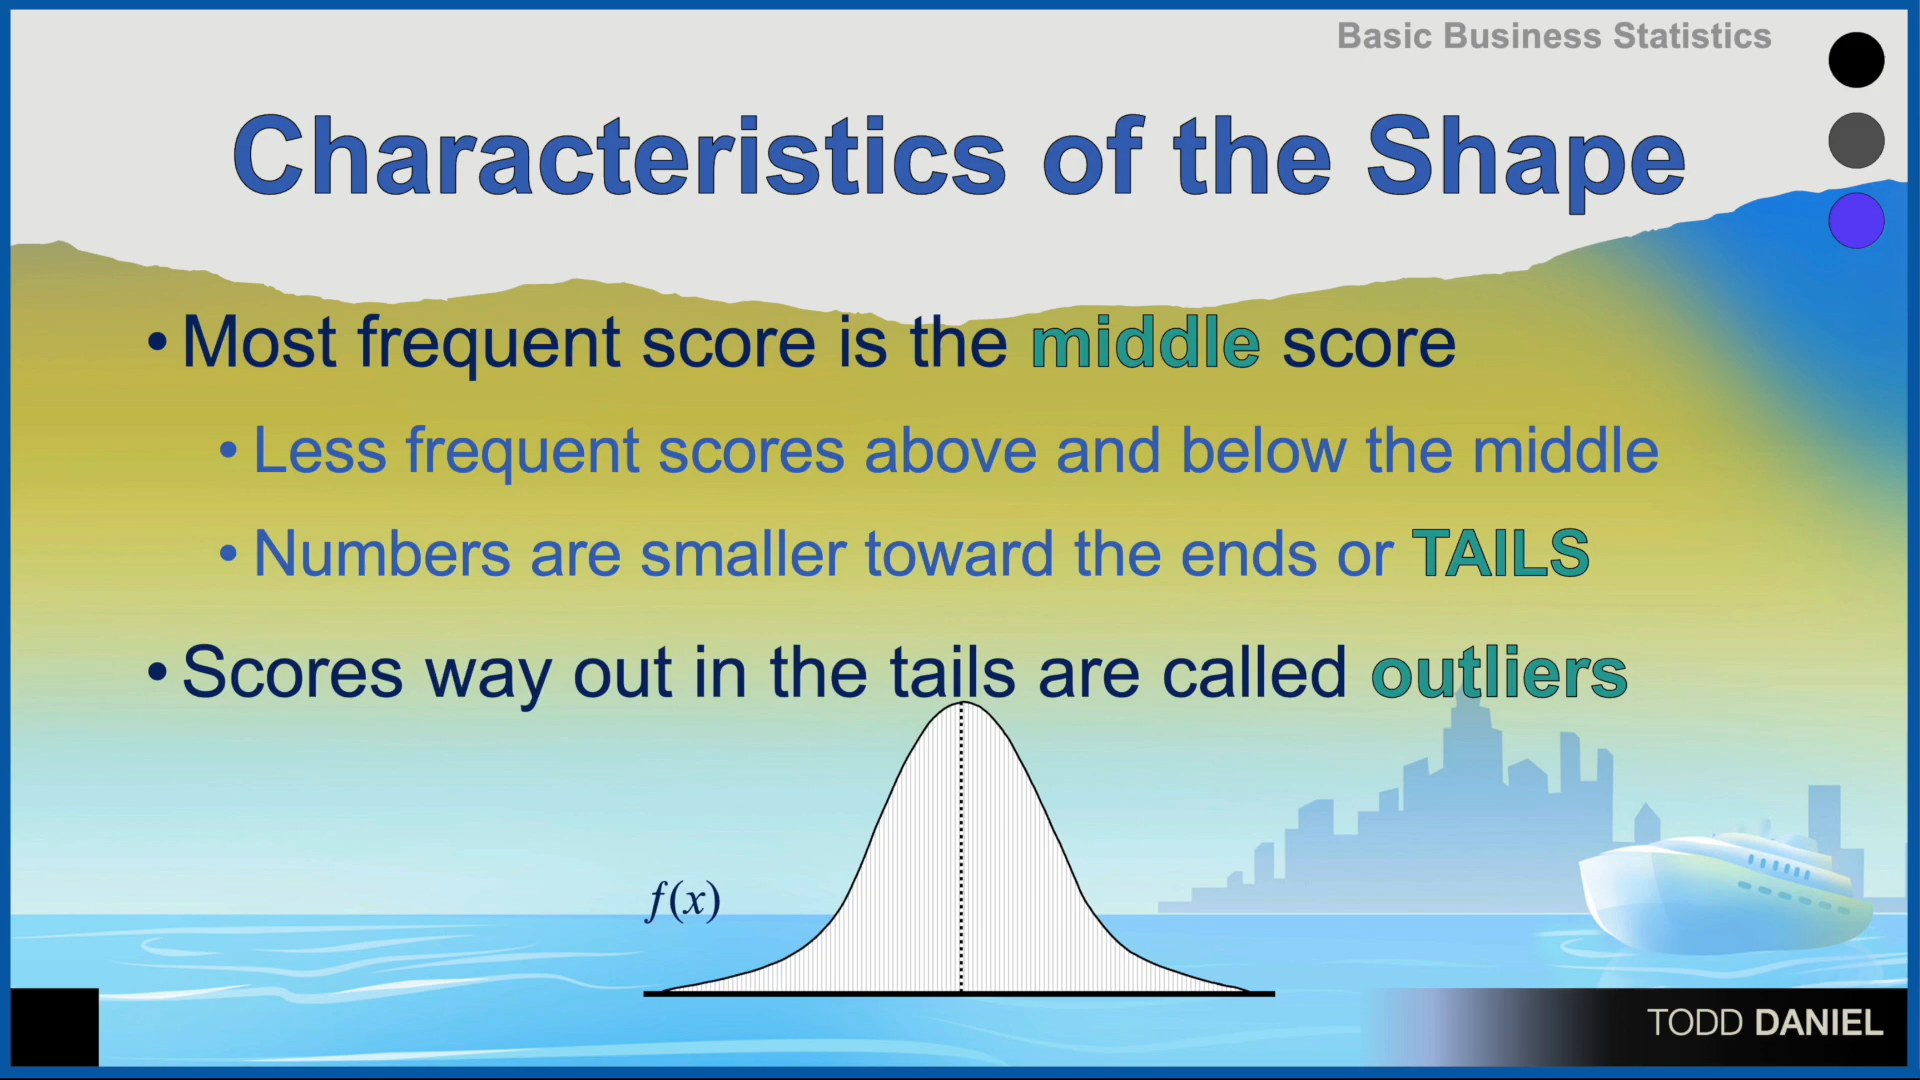 Basic Business Statistics
Characteristics of the Shape
• Most frequent score is the middle score
• Less frequent scores above and below the middle
• Numbers are smaller toward the ends or TAILS
• Scores way out in the tails are called outliers
f(x)
TODD DANIEL